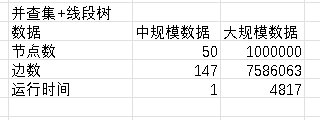 并查集+线段树
数据 中规模数据 大规模数据
节点数 50 1000000
边数 147 7586063
运行时间 1 4817